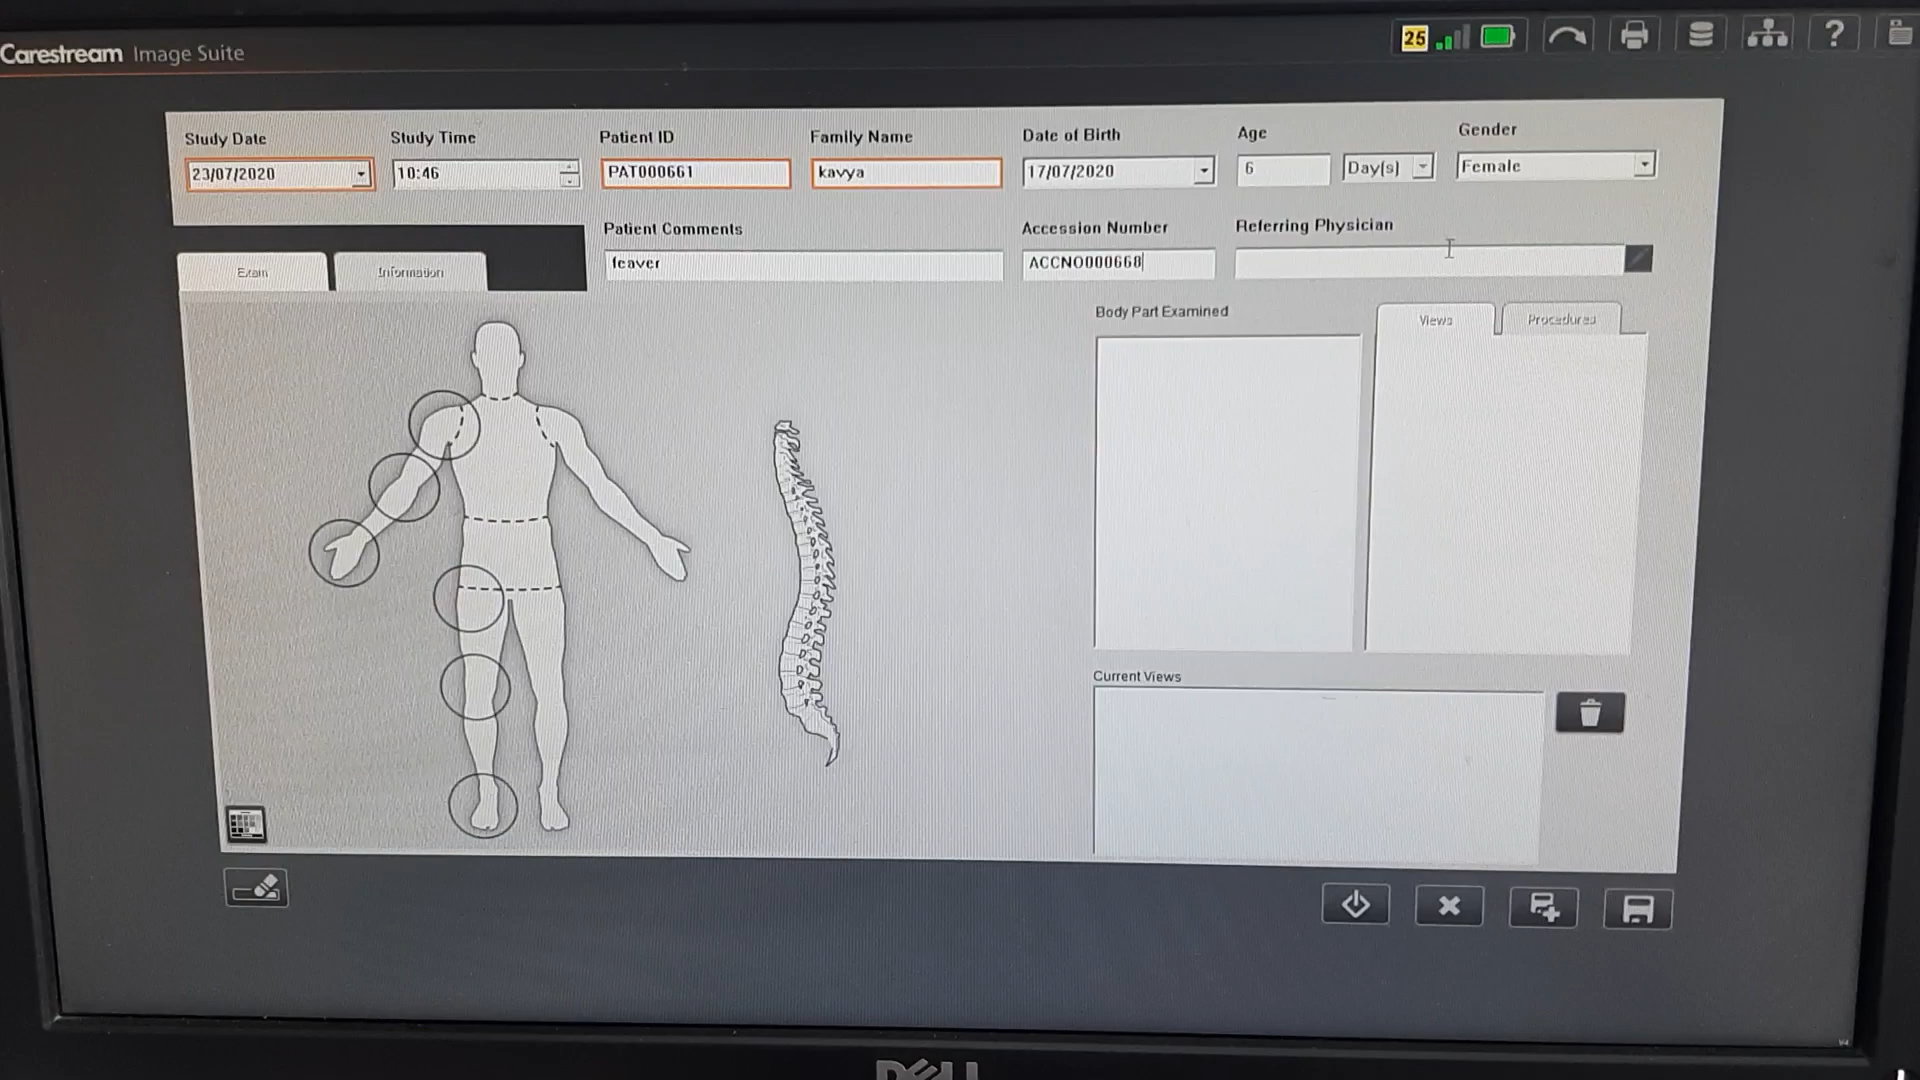 Carestream Image Suite
25
?
Study Date
Study Time
Patient ID
Family Name
Date of Birth
Age
Gender
23/07/2020
10:46
PAT000661
kavya
17/07/2020
6
Day(s)
Female
Patient Comments
Accession Number
Referring Physician
feaver
ACCNO000668
Exam
Information
Body Part Examined
Views
Procedures
Current Views
DELL